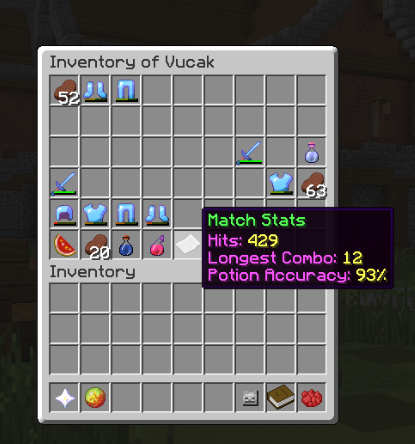 Inventory of Vucak
52
63
20
Match Stats
Hits: 429
Longest Combo: 12
Potion Accuracy: 93%
Inventory